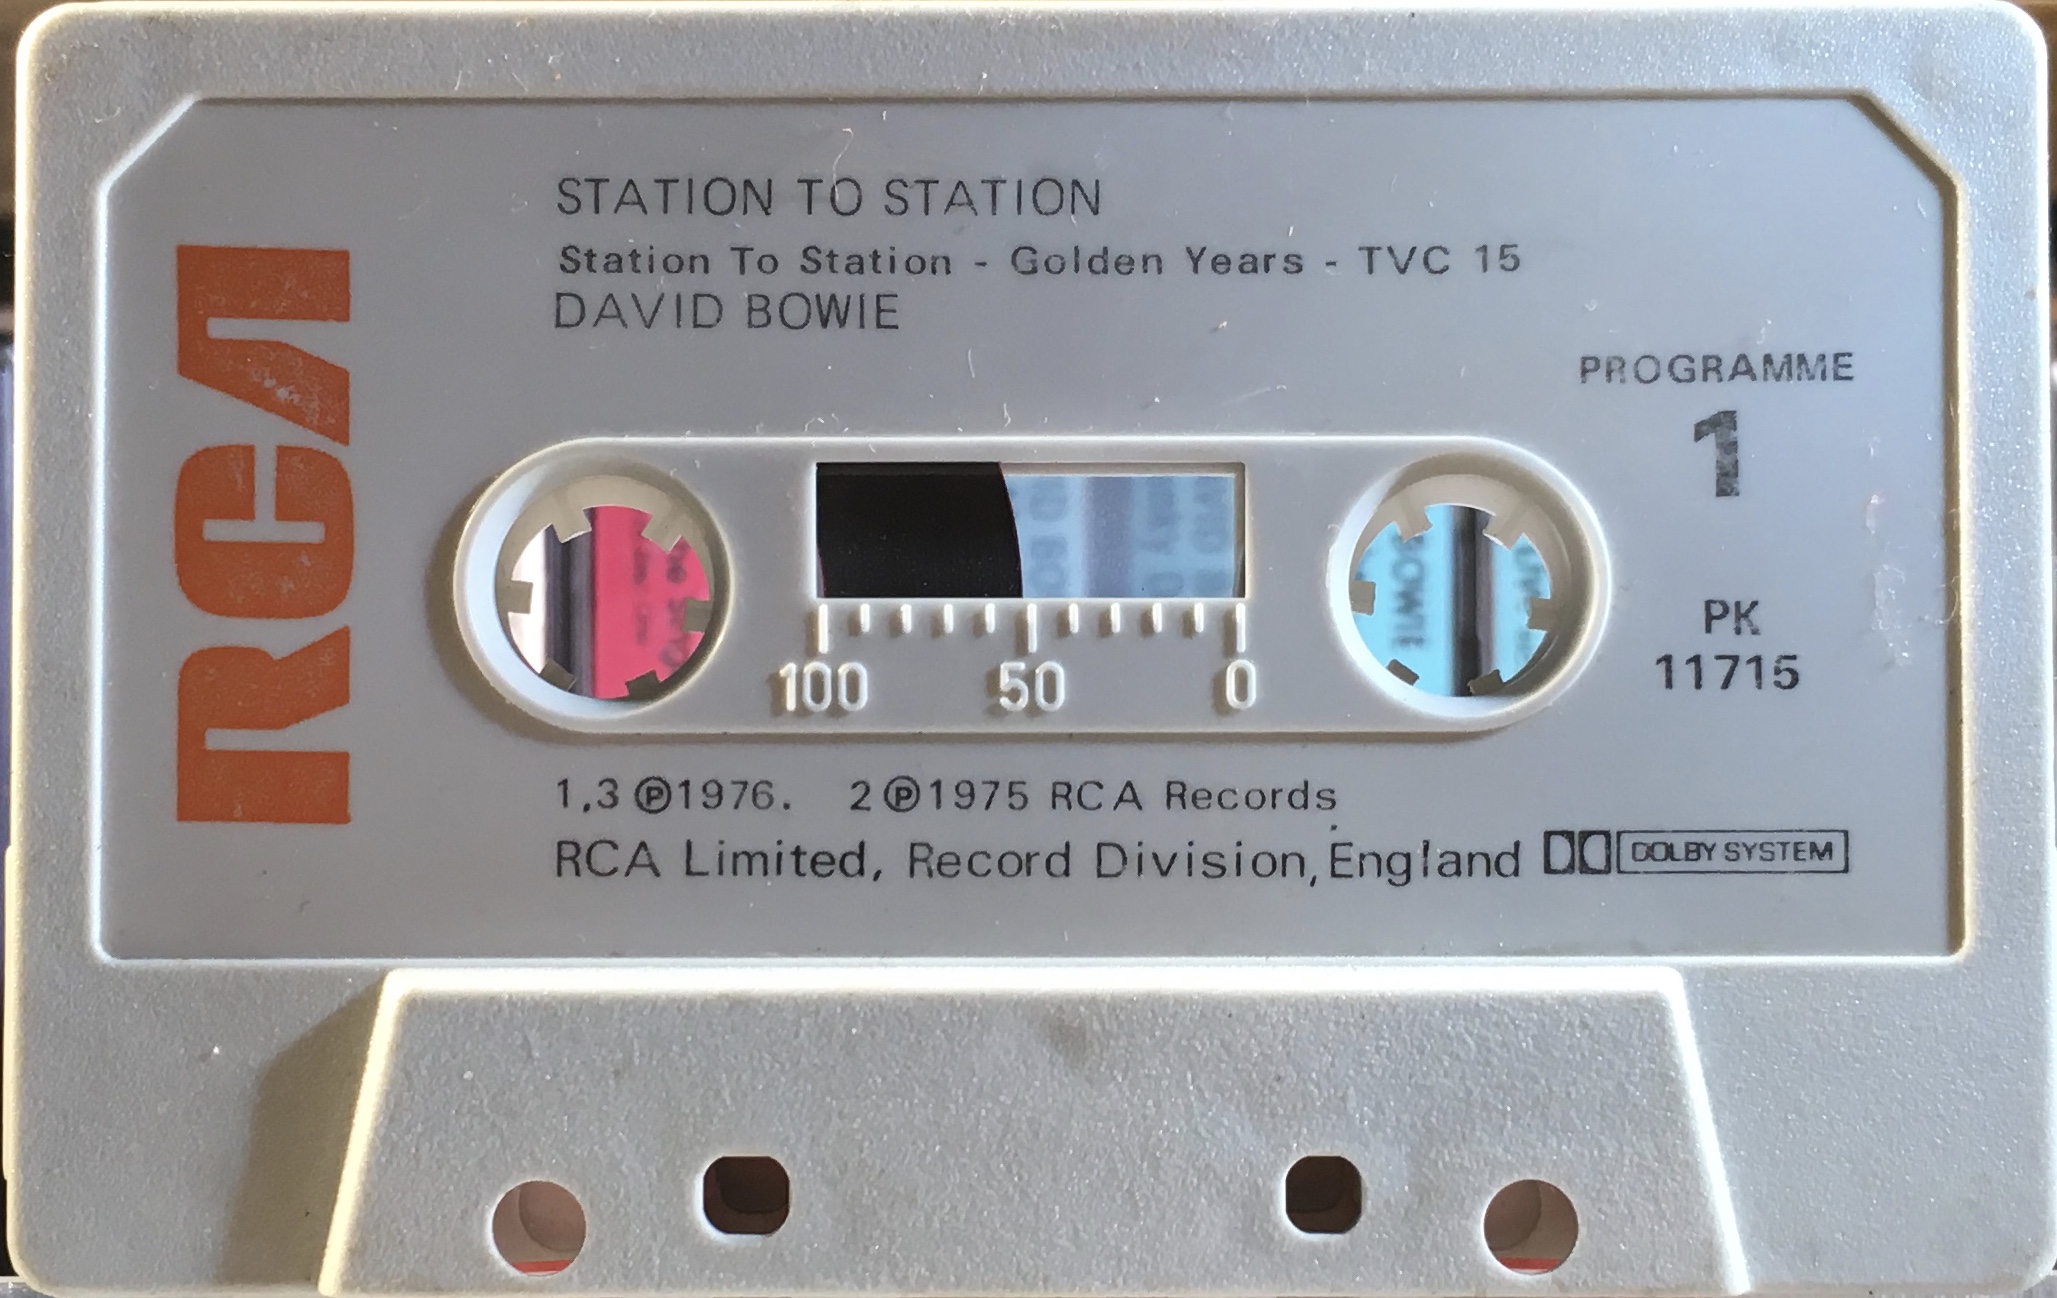 RCA
STATION TO STATION
Station To Station - Golden Years - TVC 15
DAVID BOWIE
PROGRAMME
1
100 50 0
PK
11715
1,3 ℗1976. 2 ℗1975 RCA Records
RCA Limited, Record Division, England DOLBY SYSTEM
BOWIE